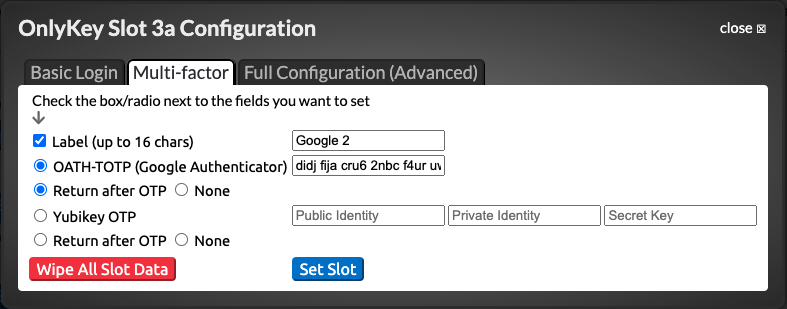 OnlyKey Slot 3a Configuration
close
Basic Login Multi-factor Full Configuration (Advanced)
Check the box/radio next to the fields you want to set
Label (up to 16 chars) Google 2
OATH-TOTP (Google Authenticator) didj fija cru6 2nbc f4ur
Return after OTP None
Yubikey OTP Public Identity Private Identity Secret Key
Return after OTP None
Wipe All Slot Data Set Slot